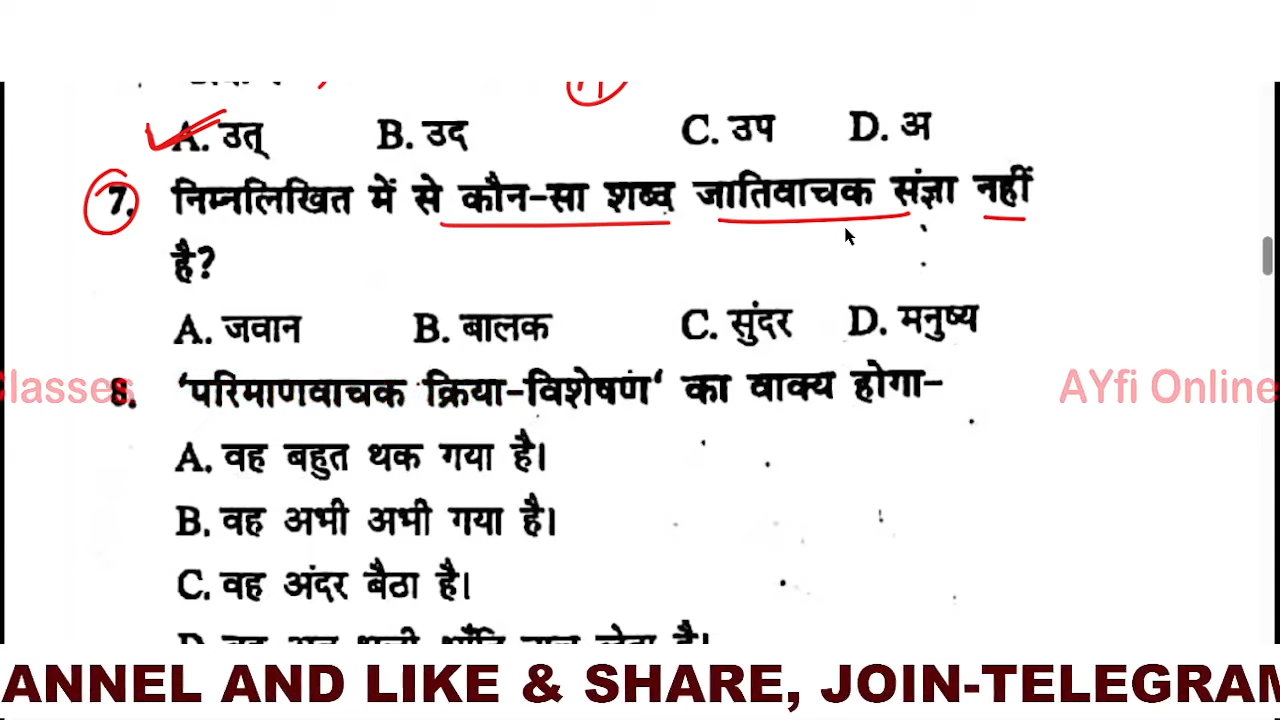 A. उत् B. उद C. उप D. अ
7. निम्नलिखित में से कौन-सा शब्द जातिवाचक संज्ञा नहीं
है?
A. जवान B. बालक C. सुंदर D. मनुष्य
8. 'परिमाणवाचक क्रिया-विशेषण' का वाक्य होगा-
lasses AYfi Online
A. वह बहुत थक गया है।
B. वह अभी अभी गया है।
C. वह अंदर बैठा है।
ANNEL AND LIKE & SHARE, JOIN-TELEGRAM